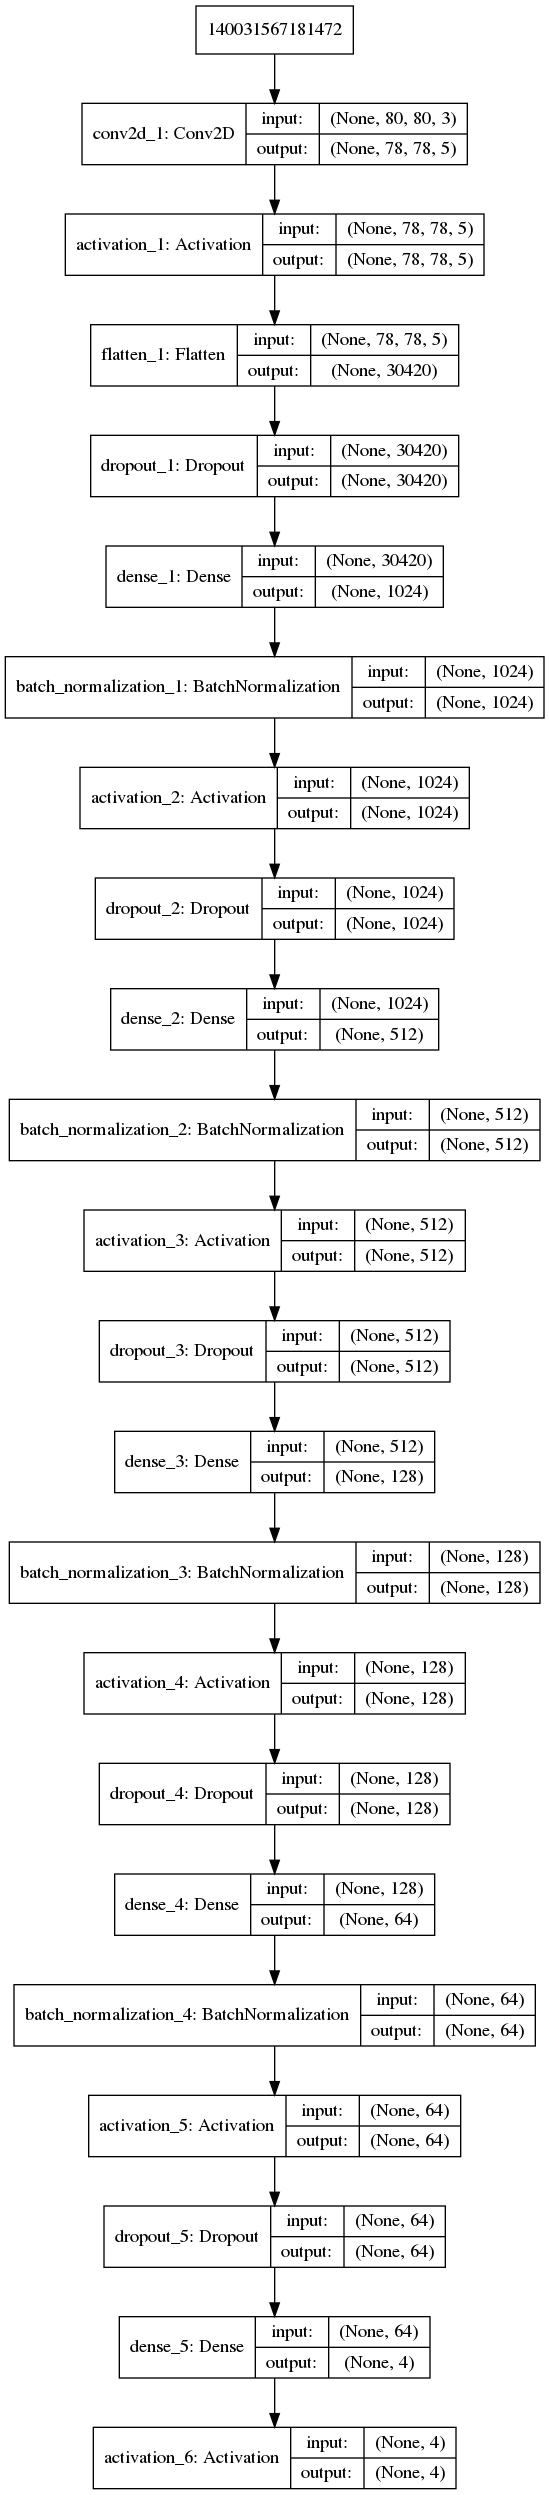 140031567181472
conv2d_1: Conv2D
input:
(None, 80, 80, 3)
output:
(None, 78, 78, 5)
activation_1: Activation
input:
(None, 78, 78, 5)
output:
(None, 78, 78, 5)
flatten_1: Flatten
input:
(None, 78, 78, 5)
output:
(None, 30420)
dropout_1: Dropout
input:
(None, 30420)
output:
(None, 30420)
dense_1: Dense
input:
(None, 30420)
output:
(None, 1024)
batch_normalization_1: BatchNormalization
input:
(None, 1024)
output:
(None, 1024)
activation_2: Activation
input:
(None, 1024)
output:
(None, 1024)
dropout_2: Dropout
input:
(None, 1024)
output:
(None, 1024)
dense_2: Dense
input:
(None, 1024)
output:
(None, 512)
batch_normalization_2: BatchNormalization
input:
(None, 512)
output:
(None, 512)
activation_3: Activation
input:
(None, 512)
output:
(None, 512)
dropout_3: Dropout
input:
(None, 512)
output:
(None, 512)
dense_3: Dense
input:
(None, 512)
output:
(None, 128)
batch_normalization_3: BatchNormalization
input:
(None, 128)
output:
(None, 128)
activation_4: Activation
input:
(None, 128)
output:
(None, 128)
dropout_4: Dropout
input:
(None, 128)
output:
(None, 128)
dense_4: Dense
input:
(None, 128)
output:
(None, 64)
batch_normalization_4: BatchNormalization
input:
(None, 64)
output:
(None, 64)
activation_5: Activation
input:
(None, 64)
output:
(None, 64)
dropout_5: Dropout
input:
(None, 64)
output:
(None, 64)
dense_5: Dense
input:
(None, 64)
output:
(None, 4)
activation_6: Activation
input:
(None, 4)
output:
(None, 4)